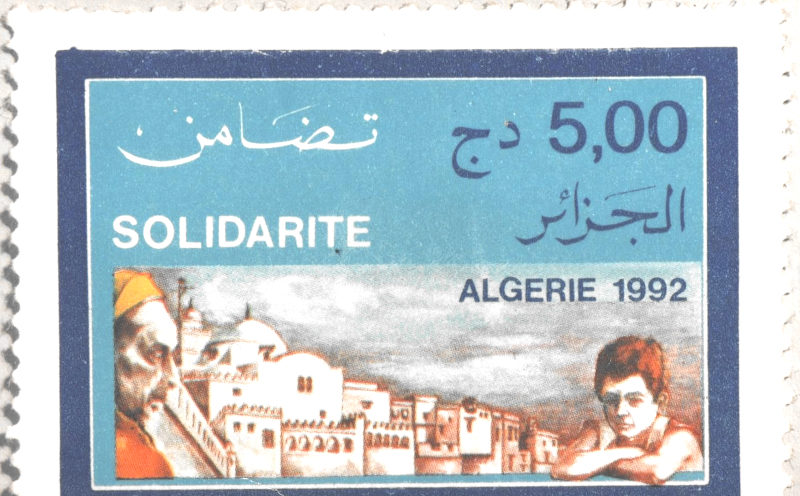 تضامن
5,00 دج
الجزائر
SOLIDARITE
ALGERIE 1992